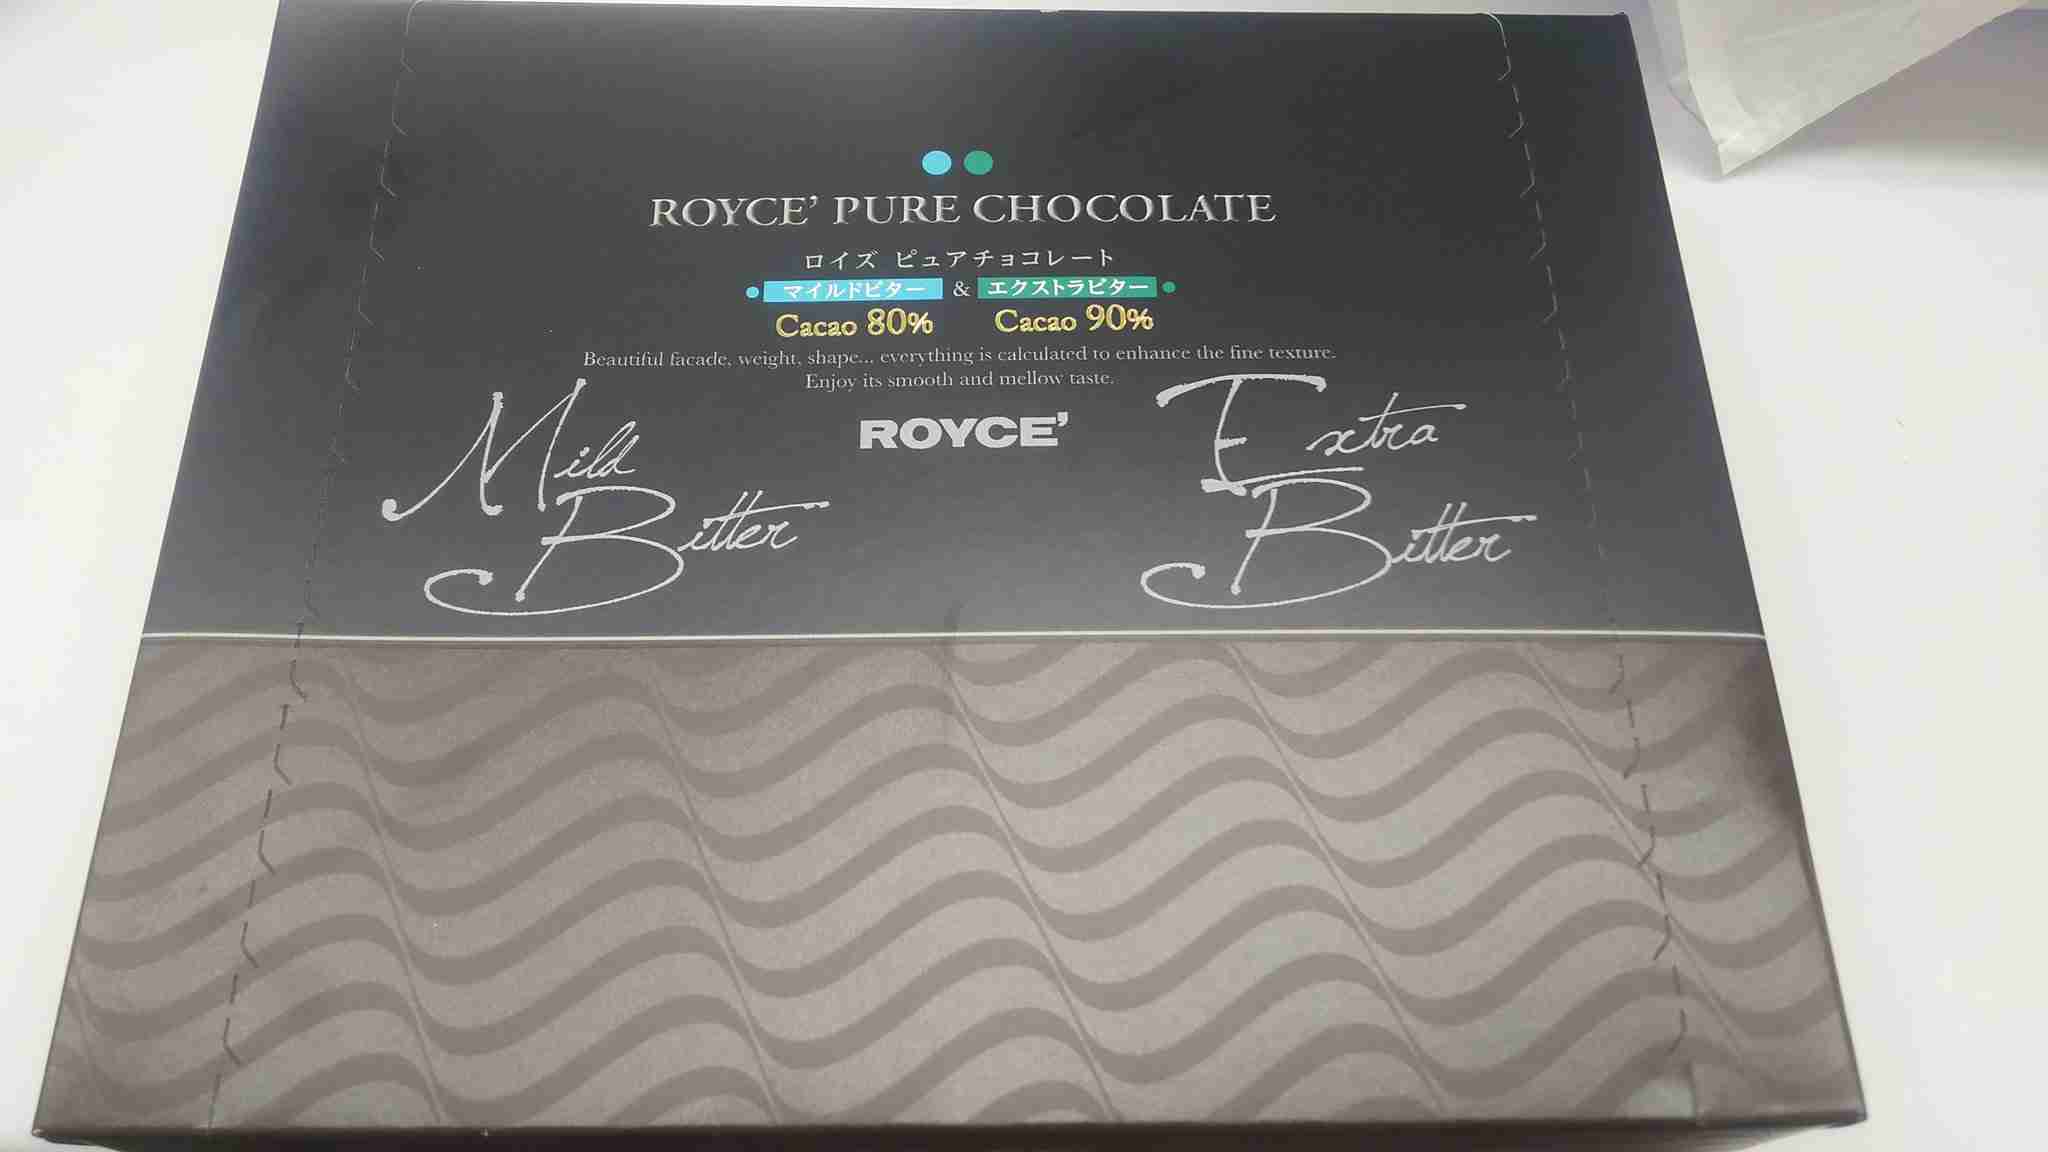 ROYCE' PURE CHOCOLATE
ロイズ ピュアチョコレート
マイルドビター & エクストラビター
Cacao 80% Cacao 90%
Beautiful facade, weight, shape... everything is calculated to enhance the fine texture.
Enjoy its smooth and mellow taste.
ROYCE'
Mild
Bitter
Extra
Bitter